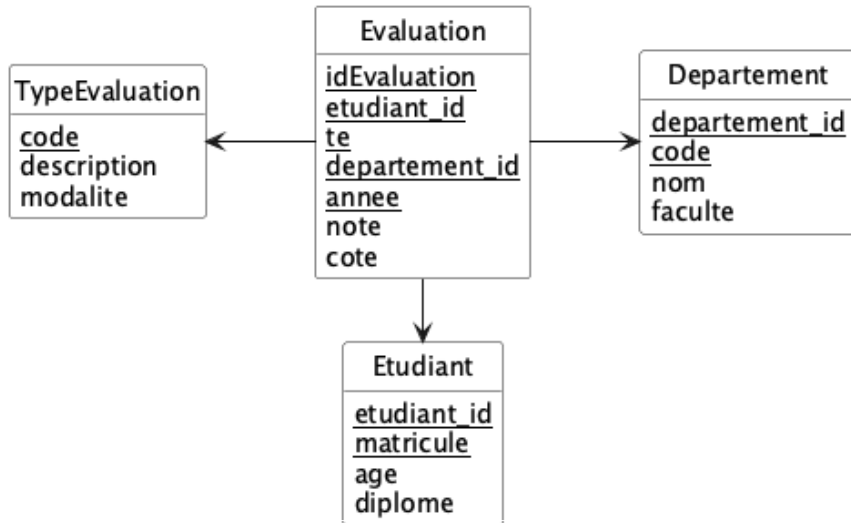 Evaluation
idEvaluation
etudiant_id
te
departement_id
annee
note
cote
TypeEvaluation
code
description
modalite
Departement
departement_id
code
nom
faculte
Etudiant
etudiant_id
matricule
age
diplome